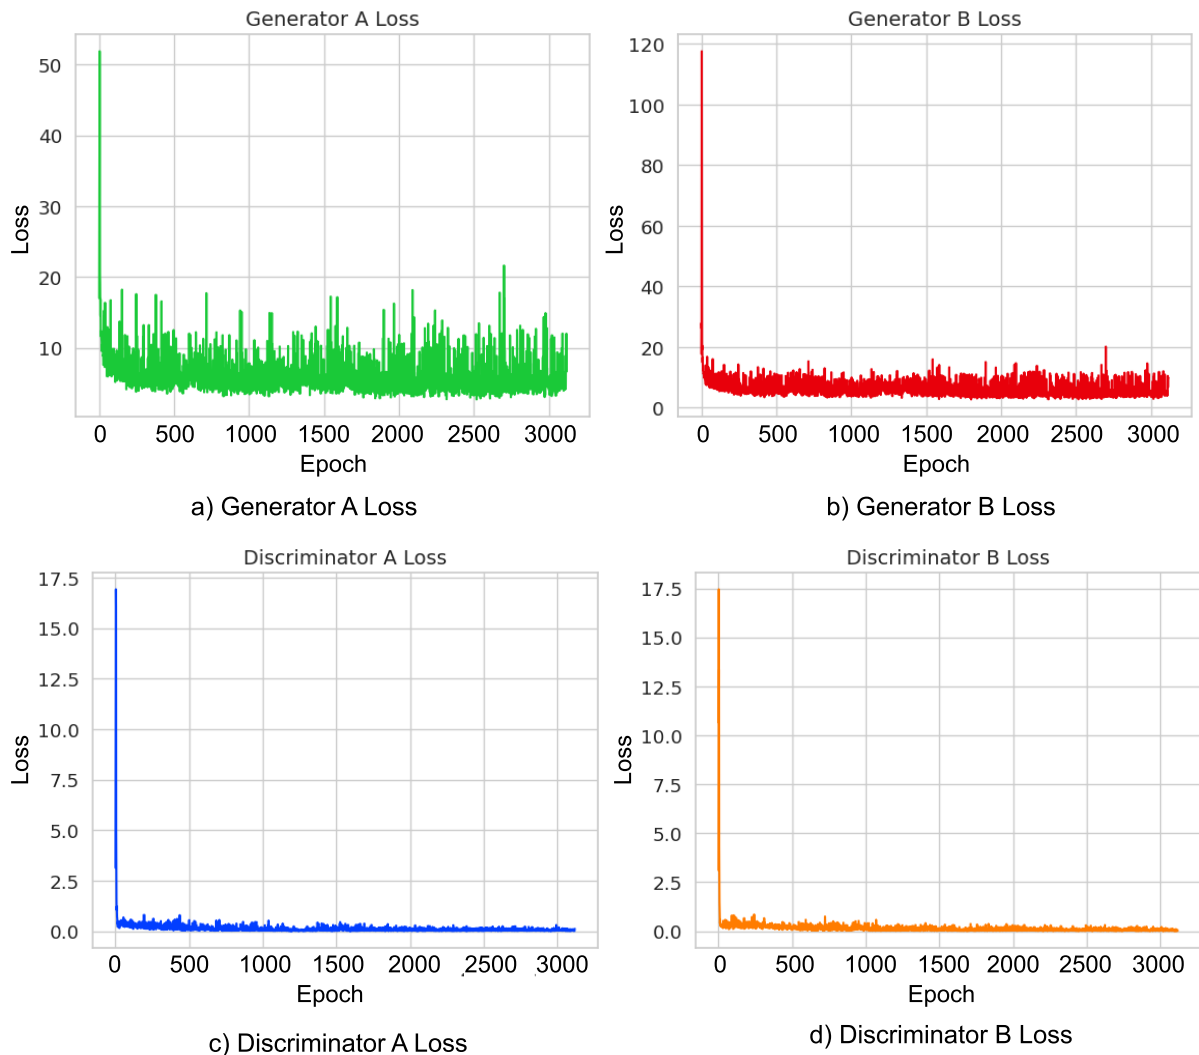 Generator A Loss
50
40
30
20
10
Loss
0 500 1000 1500 2000 2500 3000
Epoch
a) Generator A Loss
Generator B Loss
120
100
80
60
40
20
0
Loss
0 500 1000 1500 2000 2500 3000
Epoch
b) Generator B Loss
Discriminator A Loss
17.5
15.0
12.5
10.0
7.5
5.0
2.5
0.0
Loss
0 500 1000 1500 2000 2500 3000
Epoch
c) Discriminator A Loss
Discriminator B Loss
17.5
15.0
12.5
10.0
7.5
5.0
2.5
0.0
Loss
0 500 1000 1500 2000 2500 3000
Epoch
d) Discriminator B Loss